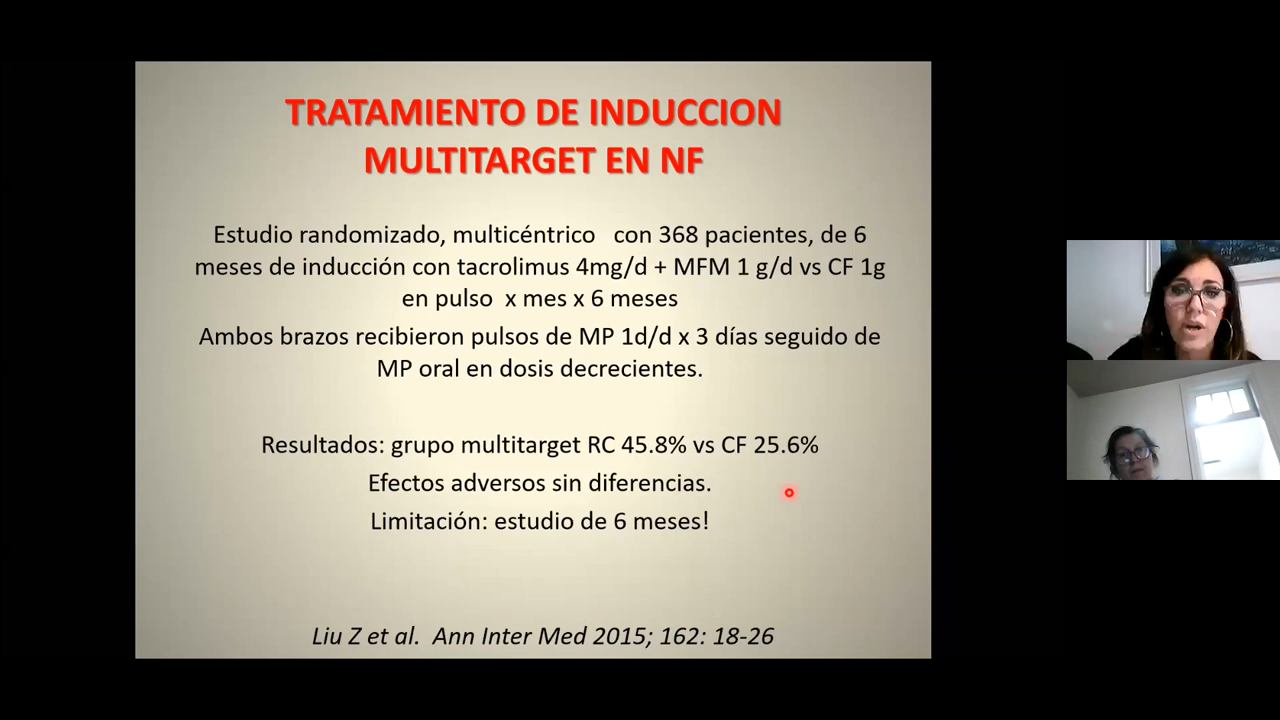 TRATAMIENTO DE INDUCCION
MULTITARGET EN NF
Estudio randomizado, multicéntrico con 368 pacientes, de 6
meses de inducción con tacrolimus 4mg/d + MFM 1 g/d vs CF 1g
en pulso x mes x 6 meses
Ambos brazos recibieron pulsos de MP 1d/d x 3 días seguido de
MP oral en dosis decrecientes.
Resultados: grupo multitarget RC 45.8% vs CF 25.6%
Efectos adversos sin diferencias.
Limitación: estudio de 6 meses!
Liu Z et al. Ann Inter Med 2015; 162: 18-26